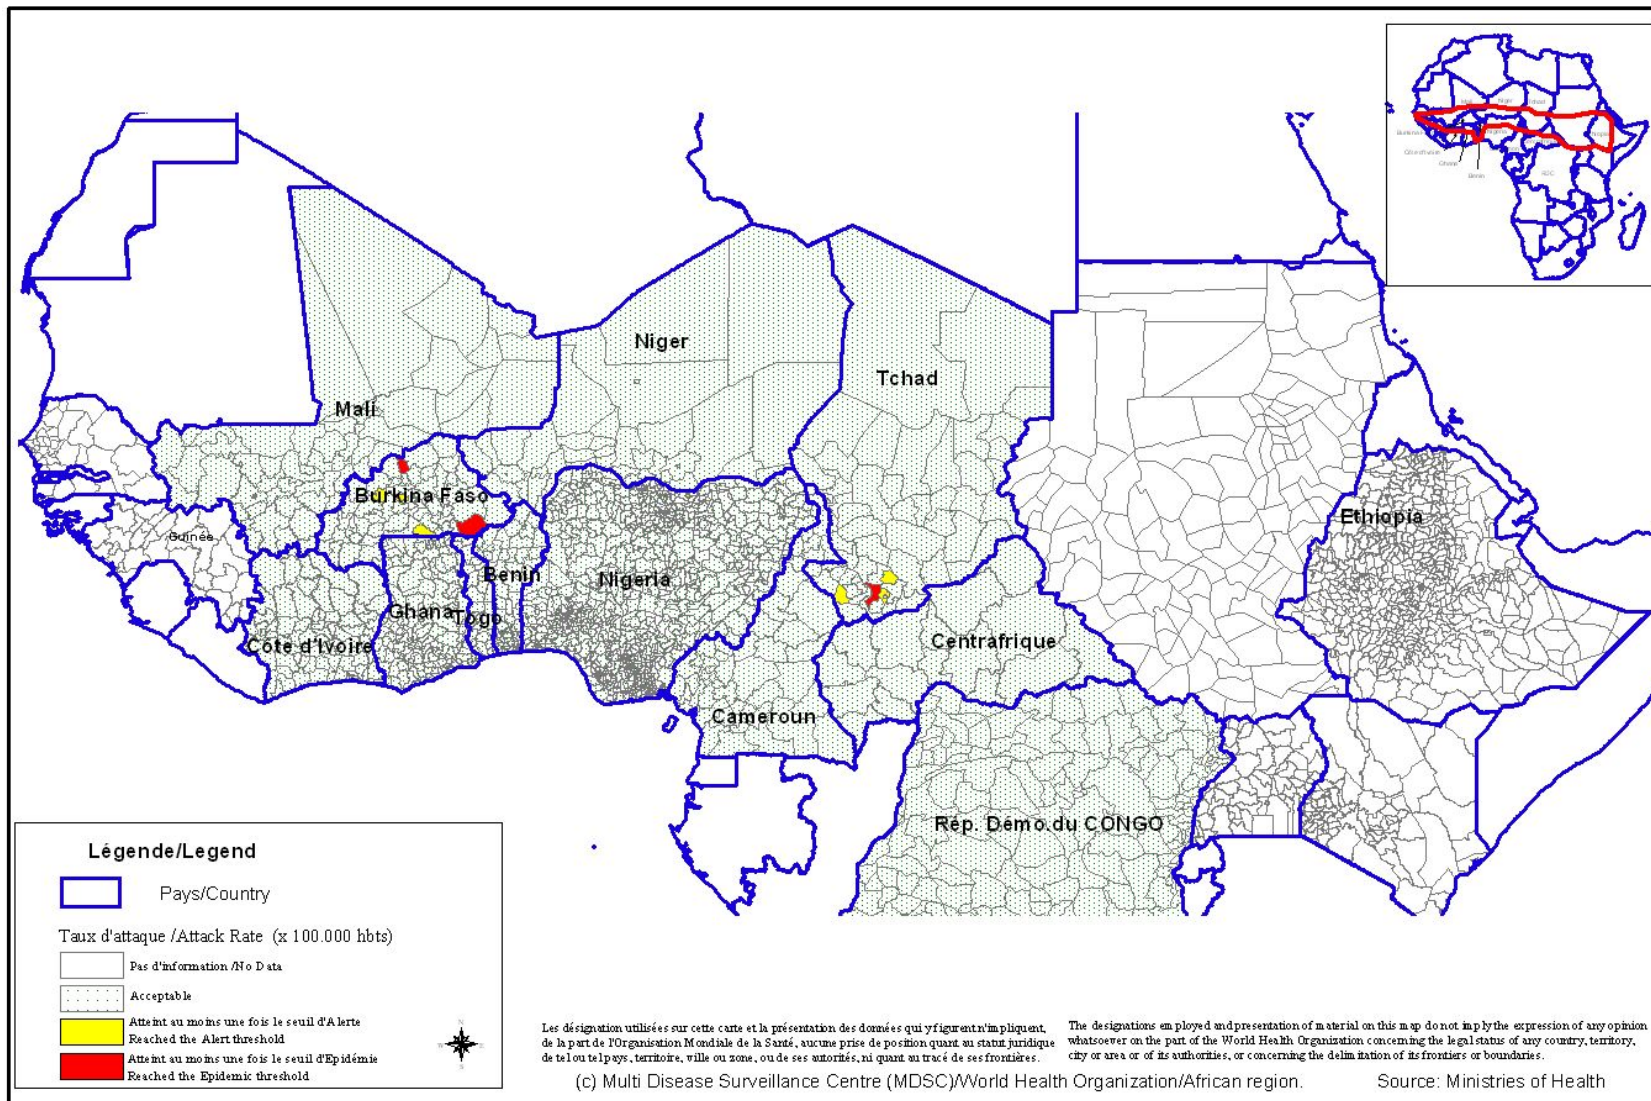 Mali
Niger
Tchad
Burkina Faso
Guinée
Benin
Nigeria
Ghana
Togo
Côte d'Ivoire
Cameroun
Centrafrique
Ethiopia
Rép. Démo.du CONGO
Mali
Niger
Tchad
Ghana
Benin
RDC
Légende/Legend
Pays/Country
Taux d'attaque /Attack Rate (x 100.000 hbts)
Pas d'information /No Data
Acceptable
Atteint au moins une fois le seuil d'Alerte
Reached the Alert threshold
Atteint au moins une fois le seuil d'Epidémie
Reached the Epidemic threshold
N
W E
S
Les désignation utilisées sur cette carte et la présentation des données qui y figurent n'impliquent,
de la part de l'Organisation Mondiale de la Santé, aucune prise de position quant au statut juridique
de tel ou tel pays, territoire, ville ou zone, ou de ses autorités, ni quant au tracé de ses frontières.
The designations employed and presentation of material on this map do not imply the expression of any opinion
whatsoever on the part of the World Health Organization concerning the legal status of any country, territory,
city or area or of its authorities, or concerning the delimitation of its frontiers or boundaries.
(c) Multi Disease Surveillance Centre (MDSC)/World Health Organization/African region.
Source: Ministries of Health